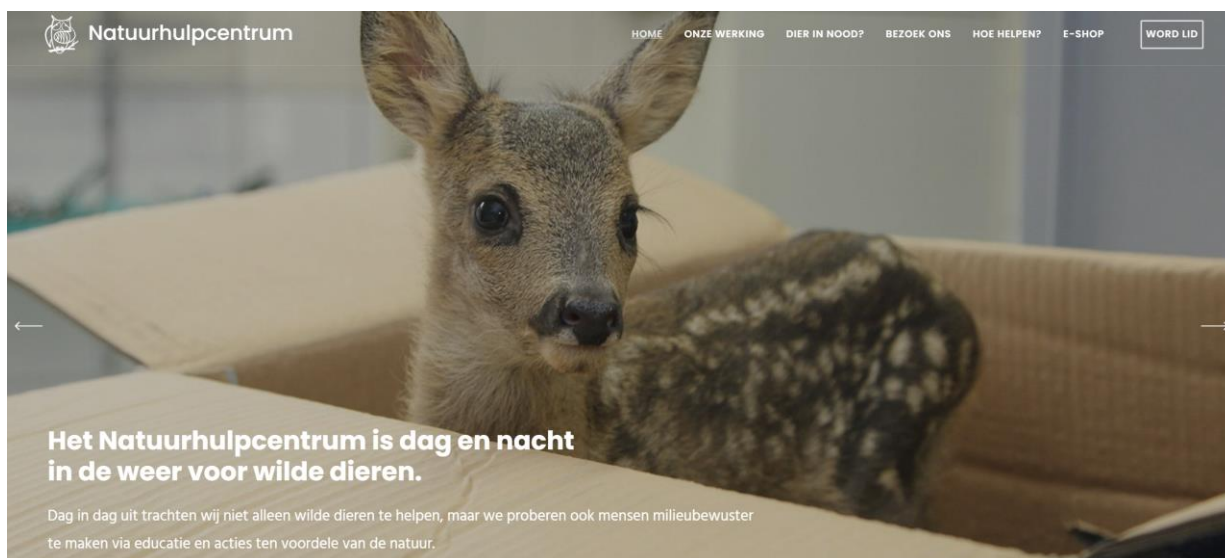 Natuurhulpcentrum
HOME ONZE WERKING DIER IN NOOD? BEZOEK ONS HOE HELPEN? E-SHOP WORD LID
Het Natuurhulpcentrum is dag en nacht
in de weer voor wilde dieren.
Dag in dag uit trachten wij niet alleen wilde dieren te helpen, maar we proberen ook mensen milieubewuster
te maken via educatie en acties ten voordele van de natuur.